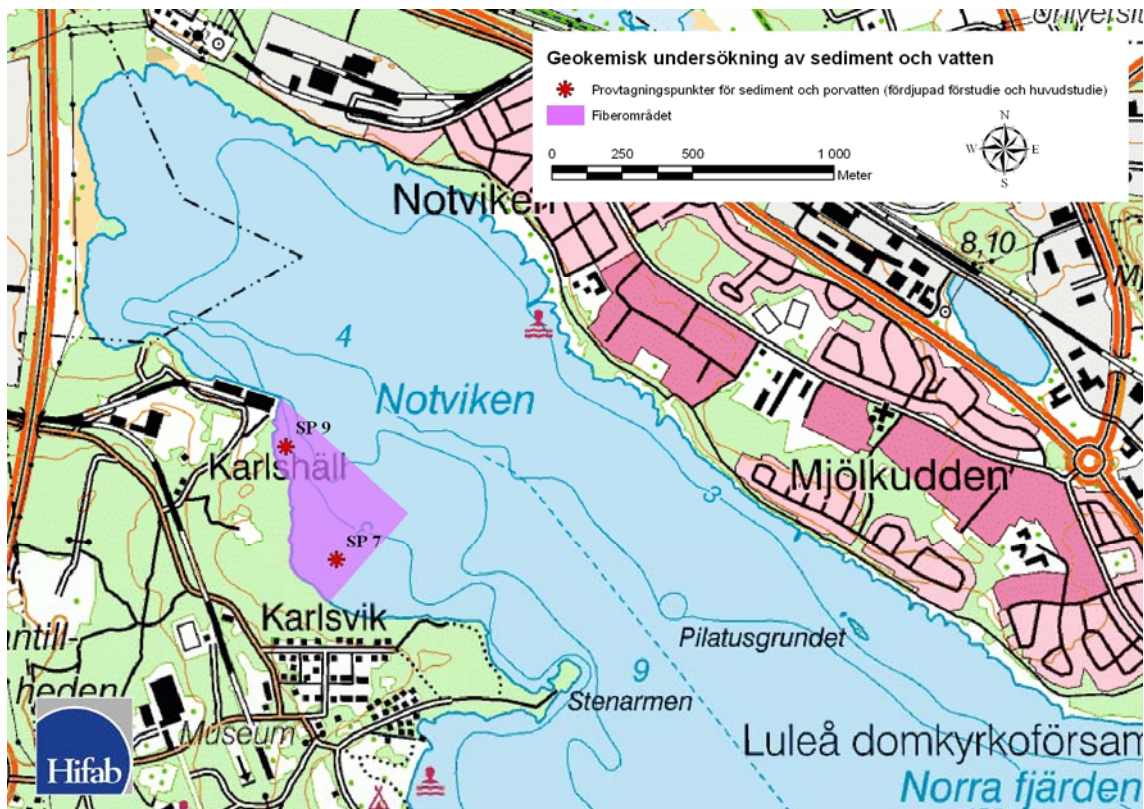 Geokemisk undersökning av sediment och vatten
Provtagningspunkter för sediment och porvatten (fördjupad förstudie och huvudstudie)
Fiberområdet
0 250 500 1 000
Meter
N
W E
S
Notviken
8,10
4
Notviken
SP 9
Karlshäll
3
Mjölkudden
SP 7
Karlsvik
Pilatusgrundet
9
Stenarmen
heden
Museum
Luleå domkyrkoförsam
Hifab
Norra fjärden